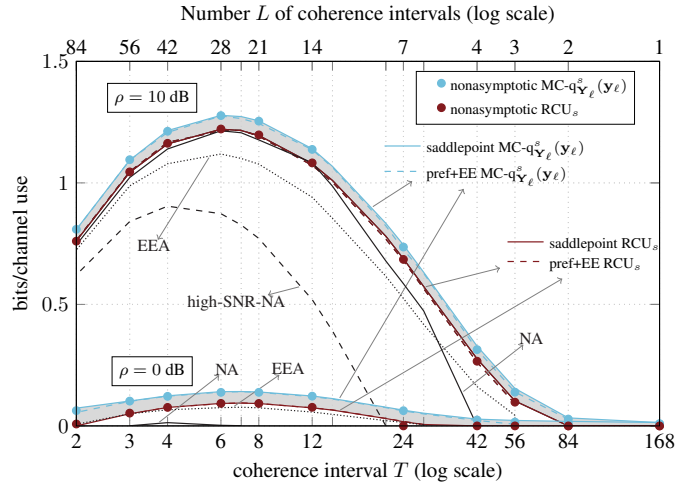 Number L of coherence intervals (log scale)
84 56 42 28 21 14 7 4 3 2 1
1.5
1
0.5
0
bits/channel use
ρ = 10 dB
nonasymptotic MC-q^s_{Y_ℓ}(y_ℓ)
nonasymptotic RCU_s
saddlepoint MC-q^s_{Y_ℓ}(y_ℓ)
pref+EE MC-q^s_{Y_ℓ}(y_ℓ)
EEA
saddlepoint RCU_s
pref+EE RCU_s
high-SNR-NA
NA
ρ = 0 dB
NA
EEA
2 3 4 6 8 12 24 42 56 84 168
coherence interval T (log scale)